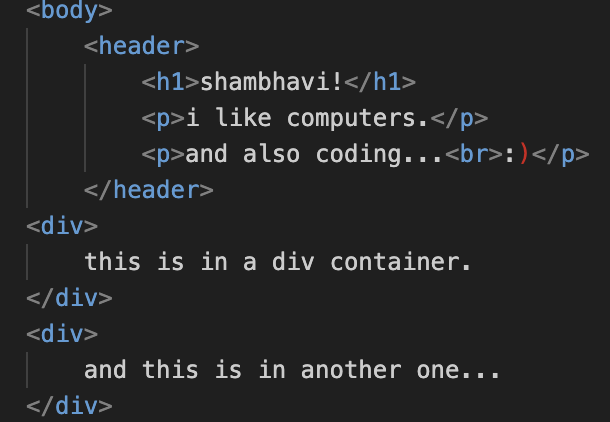 <body>
<header>
<h1>shambhavi!</h1>
<p>i like computers.</p>
<p>and also coding...<br>:)</p>
</header>
<div>
this is in a div container.
</div>
<div>
and this is in another one...
</div>